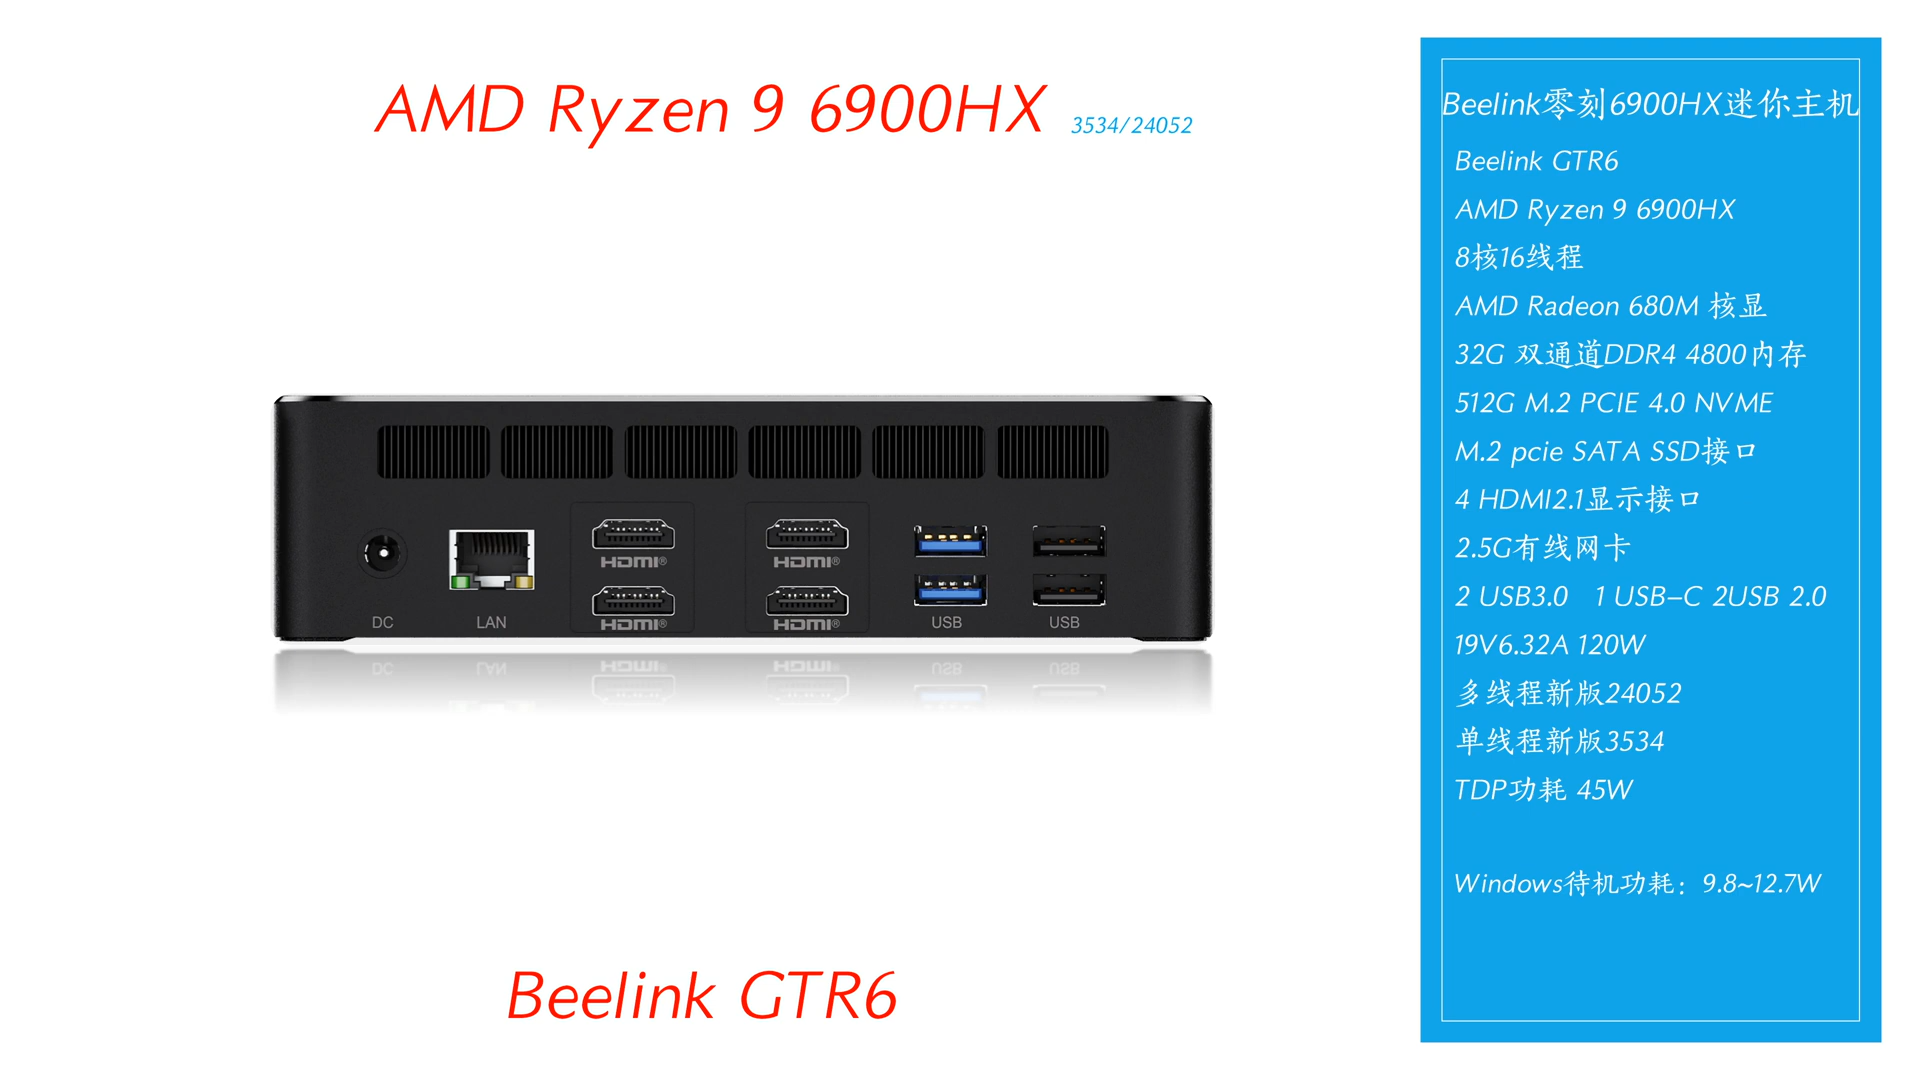 AMD Ryzen 9 6900HX 3534/24052
HDMI®
HDMI®
HDMI®
HDMI®
DC
LAN
USB
USB
Beelink GTR6
Beelink零刻6900HX迷你主机
Beelink GTR6
AMD Ryzen 9 6900HX
8核16线程
AMD Radeon 680M 核显
32G 双通道DDR4 4800内存
512G M.2 PCIE 4.0 NVME
M.2 pcie SATA SSD接口
4 HDMI2.1显示接口
2.5G有线网卡
2 USB3.0 1 USB-C 2USB 2.0
19V6.32A 120W
多线程新版24052
单线程新版3534
TDP功耗 45W
Windows待机功耗：9.8~12.7W